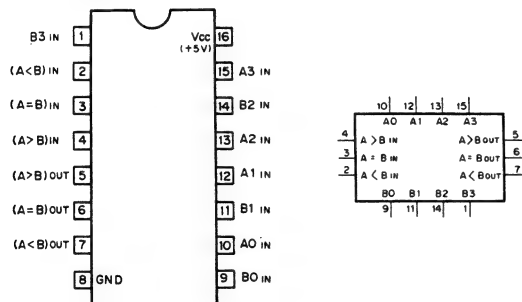 B3 IN 1
(A<B)IN 2
(A=B)IN 3
(A>B)IN 4
(A>B)OUT 5
(A=B)OUT 6
(A<B)OUT 7
8 GND
Vcc 16
(+5V)
15 A3 IN
14 B2 IN
13 A2 IN
12 A1 IN
11 B1 IN
10 A0 IN
9 B0 IN
10 12 13 15
A0 A1 A2 A3
4 A>B IN A>B OUT 5
3 A=B IN A=B OUT 6
2 A<B IN A<B OUT 7
B0 B1 B2 B3
9 11 14 1